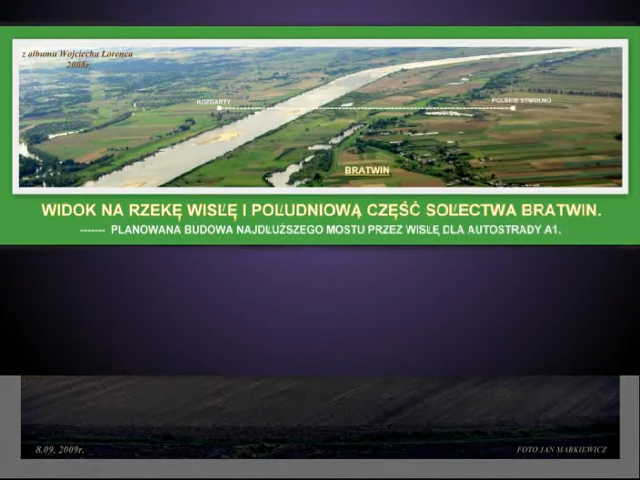 z albumu Wojciecha Lorenca
2008r.
ROZGARTY
POLSKIE STWOLNO
BRATWIN
WIDOK NA RZEKĘ WISŁĘ I POŁUDNIOWĄ CZĘŚĆ SOŁECTWA BRATWIN.
------- PLANOWANA BUDOWA NAJDŁUŻSZEGO MOSTU PRZEZ WISŁĘ DLA AUTOSTRADY A1.
8.09, 2009r.
FOTO JAN MARKIEWICZ